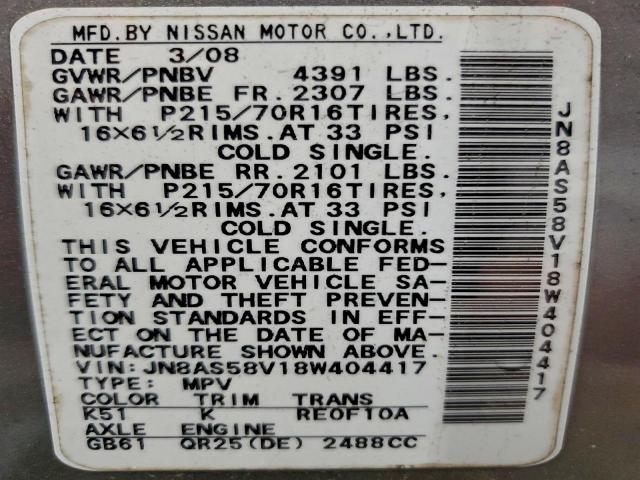 MFD.BY NISSAN MOTOR CO.,LTD.
DATE 3/08
GVWR/PNBV 4391 LBS.
GAWR/PNBE FR. 2307 LBS.
WITH P215/70R16TIRES,
16×6½RIMS.AT 33 PSI
COLD SINGLE.
GAWR/PNBE RR. 2101 LBS.
WITH P215/70R16TIRES,
16×6½RIMS.AT 33 PSI
COLD SINGLE.
THIS VEHICLE CONFORMS
TO ALL APPLICABLE FED-
ERAL MOTOR VEHICLE SA-
FETY AND THEFT PREVEN-
TION STANDARDS IN EFF-
ECT ON THE DATE OF MA-
NUFACTURE SHOWN ABOVE.
VIN:JN8AS58V18W404417
TYPE: MPV
COLOR TRIM TRANS
K51 K RE0F10A
AXLE ENGINE
GB61 QR25(DE) 2488CC
JN8AS58V18W404417